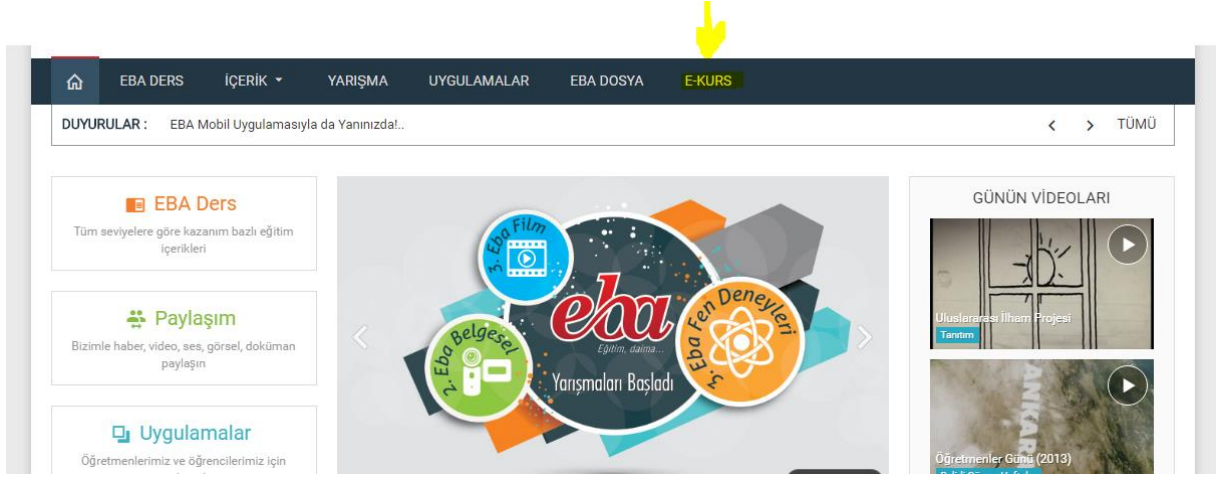 EBA DERS İÇERİK YARIŞMA UYGULAMALAR EBA DOSYA E-KURS
DUYURULAR : EBA Mobil Uygulamasıyla da Yanınızda!..
TÜMÜ
EBA Ders
Tüm seviyelere göre kazanım bazlı eğitim
içerikleri
Paylaşım
Bizimle haber, video, ses, görsel, doküman
paylaşın
Uygulamalar
Öğretmenlerimiz ve öğrencilerimiz için
3. Eba Film
2. Eba Belgesel
3. Eba Fen Deneyleri
eba
Eğitim, daima...
Yarışmaları Başladı
GÜNÜN VİDEOLARI
Uluslararası İlham Projesi
Tanıtım
ANKARA
Öğretmenler Günü (2013)